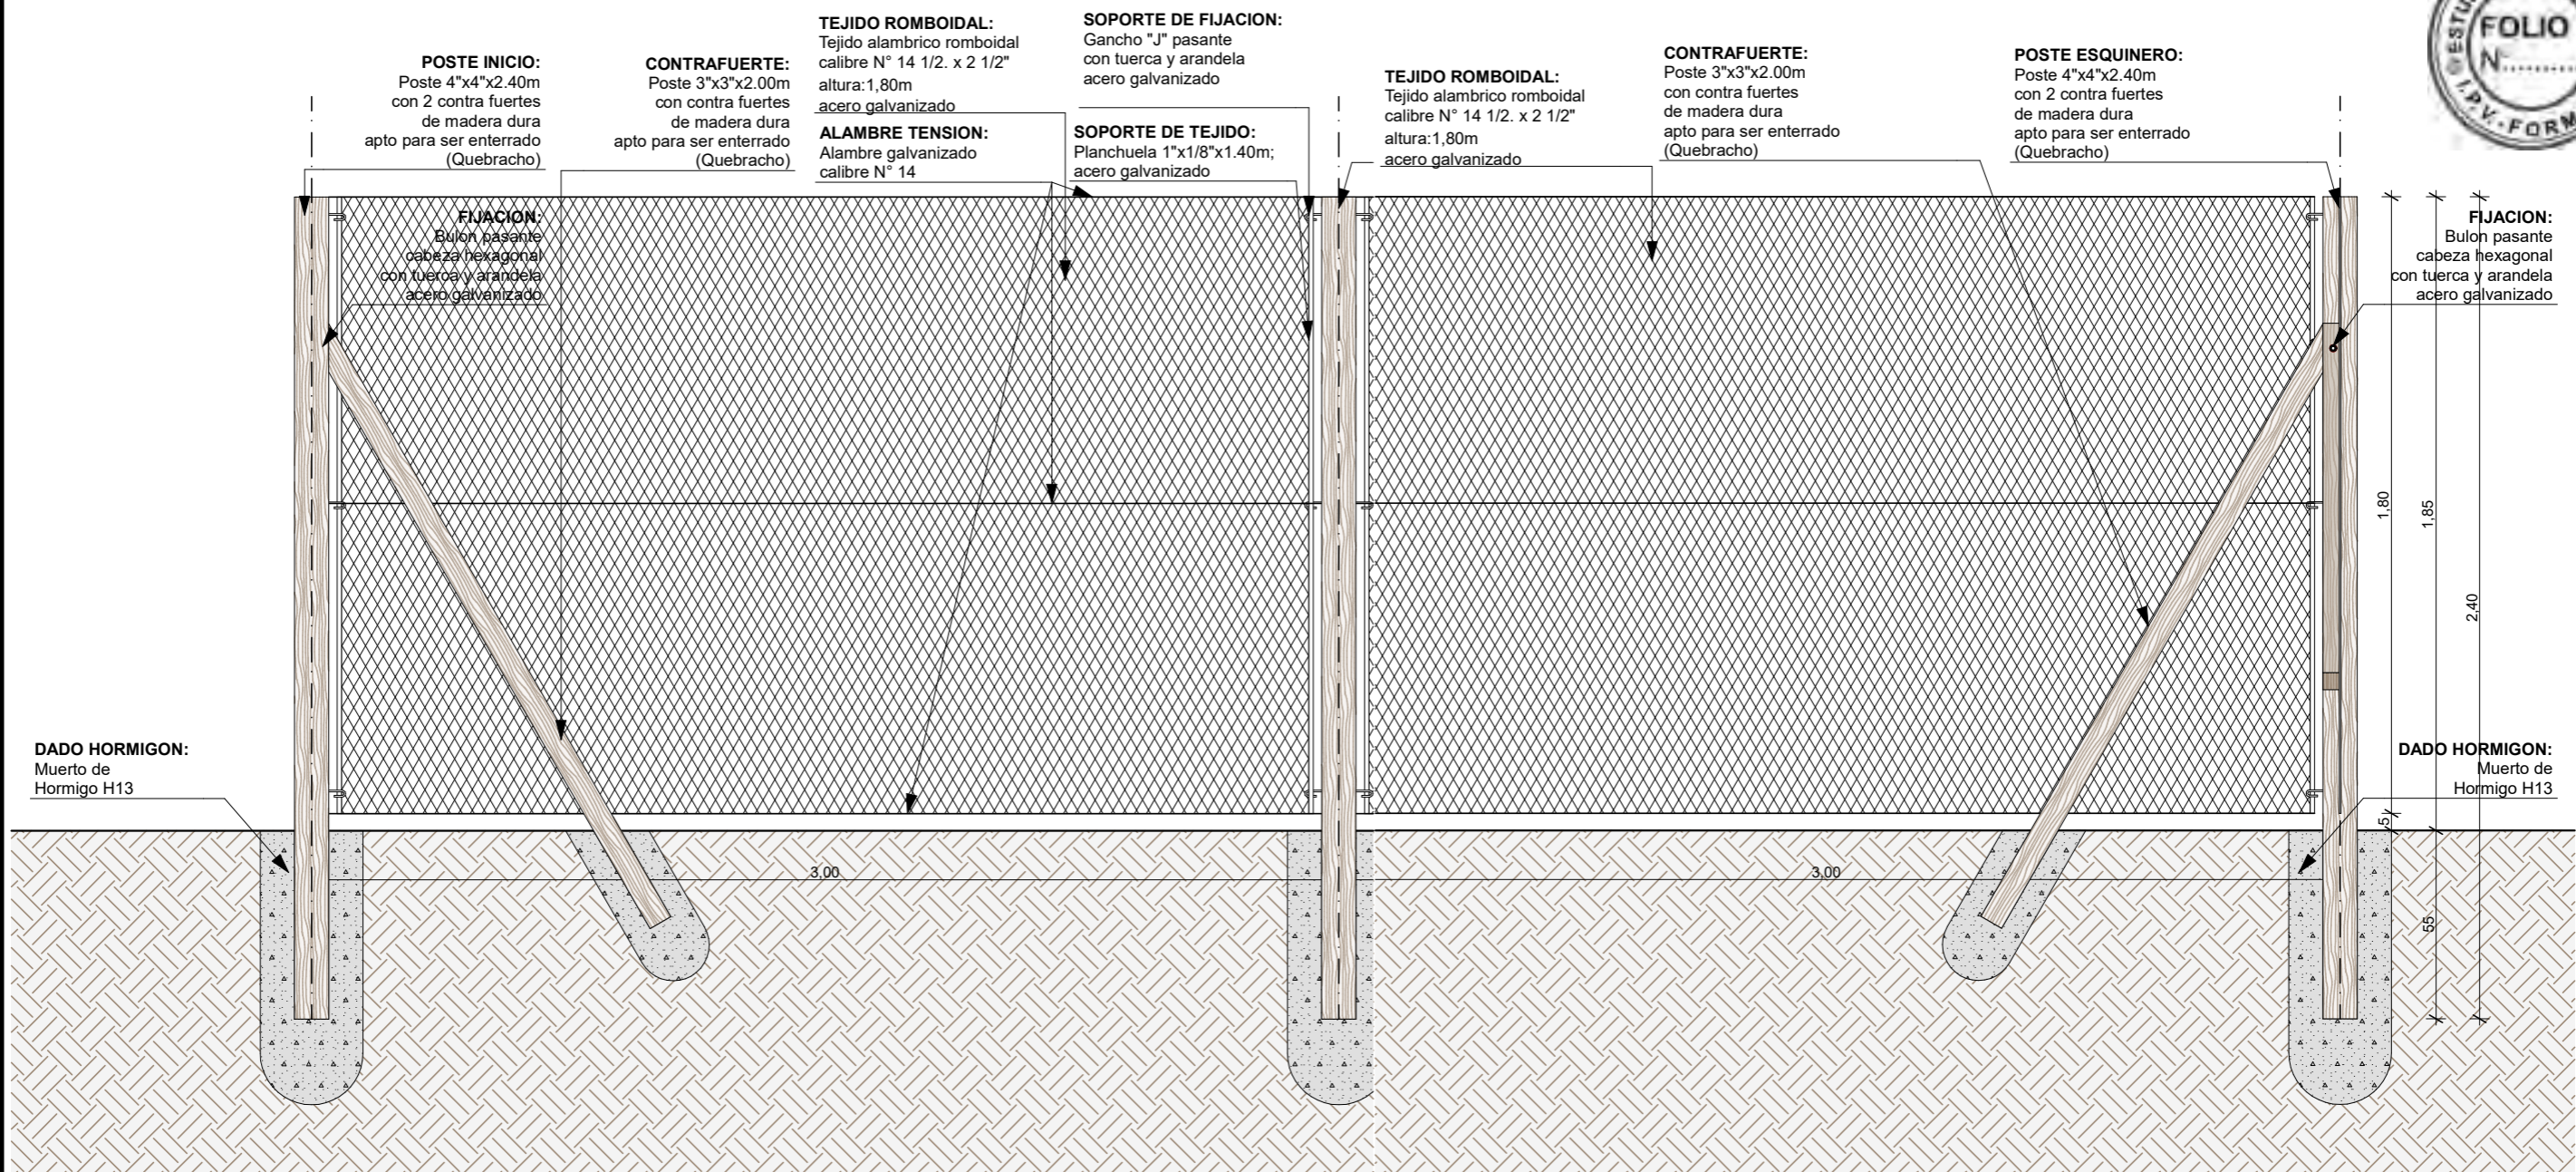 POSTE INICIO:
Poste 4"x4"x2.40m
con 2 contra fuertes
de madera dura
apto para ser enterrado
(Quebracho)
CONTRAFUERTE:
Poste 3"x3"x2.00m
con contra fuertes
de madera dura
apto para ser enterrado
(Quebracho)
TEJIDO ROMBOIDAL:
Tejido alambrico romboidal
calibre N° 14 1/2. x 2 1/2"
altura:1,80m
acero galvanizado
ALAMBRE TENSION:
Alambre galvanizado
calibre N° 14
SOPORTE DE FIJACION:
Gancho "J" pasante
con tuerca y arandela
acero galvanizado
SOPORTE DE TEJIDO:
Planchuela 1"x1/8"x1.40m;
acero galvanizado
TEJIDO ROMBOIDAL:
Tejido alambrico romboidal
calibre N° 14 1/2. x 2 1/2"
altura:1,80m
acero galvanizado
CONTRAFUERTE:
Poste 3"x3"x2.00m
con contra fuertes
de madera dura
apto para ser enterrado
(Quebracho)
POSTE ESQUINERO:
Poste 4"x4"x2.40m
con 2 contra fuertes
de madera dura
apto para ser enterrado
(Quebracho)
ESTU
FOLIO
N°
I.P.V.-FORM
FIJACION:
Bulon pasante
cabeza hexagonal
con tuerca y arandela
acero galvanizado
FIJACION:
Bulon pasante
cabeza hexagonal
con tuerca y arandela
acero galvanizado
1,80
1,85
2,40
DADO HORMIGON:
Muerto de
Hormigo H13
DADO HORMIGON:
Muerto de
Hormigo H13
5
3,00
3,00
55